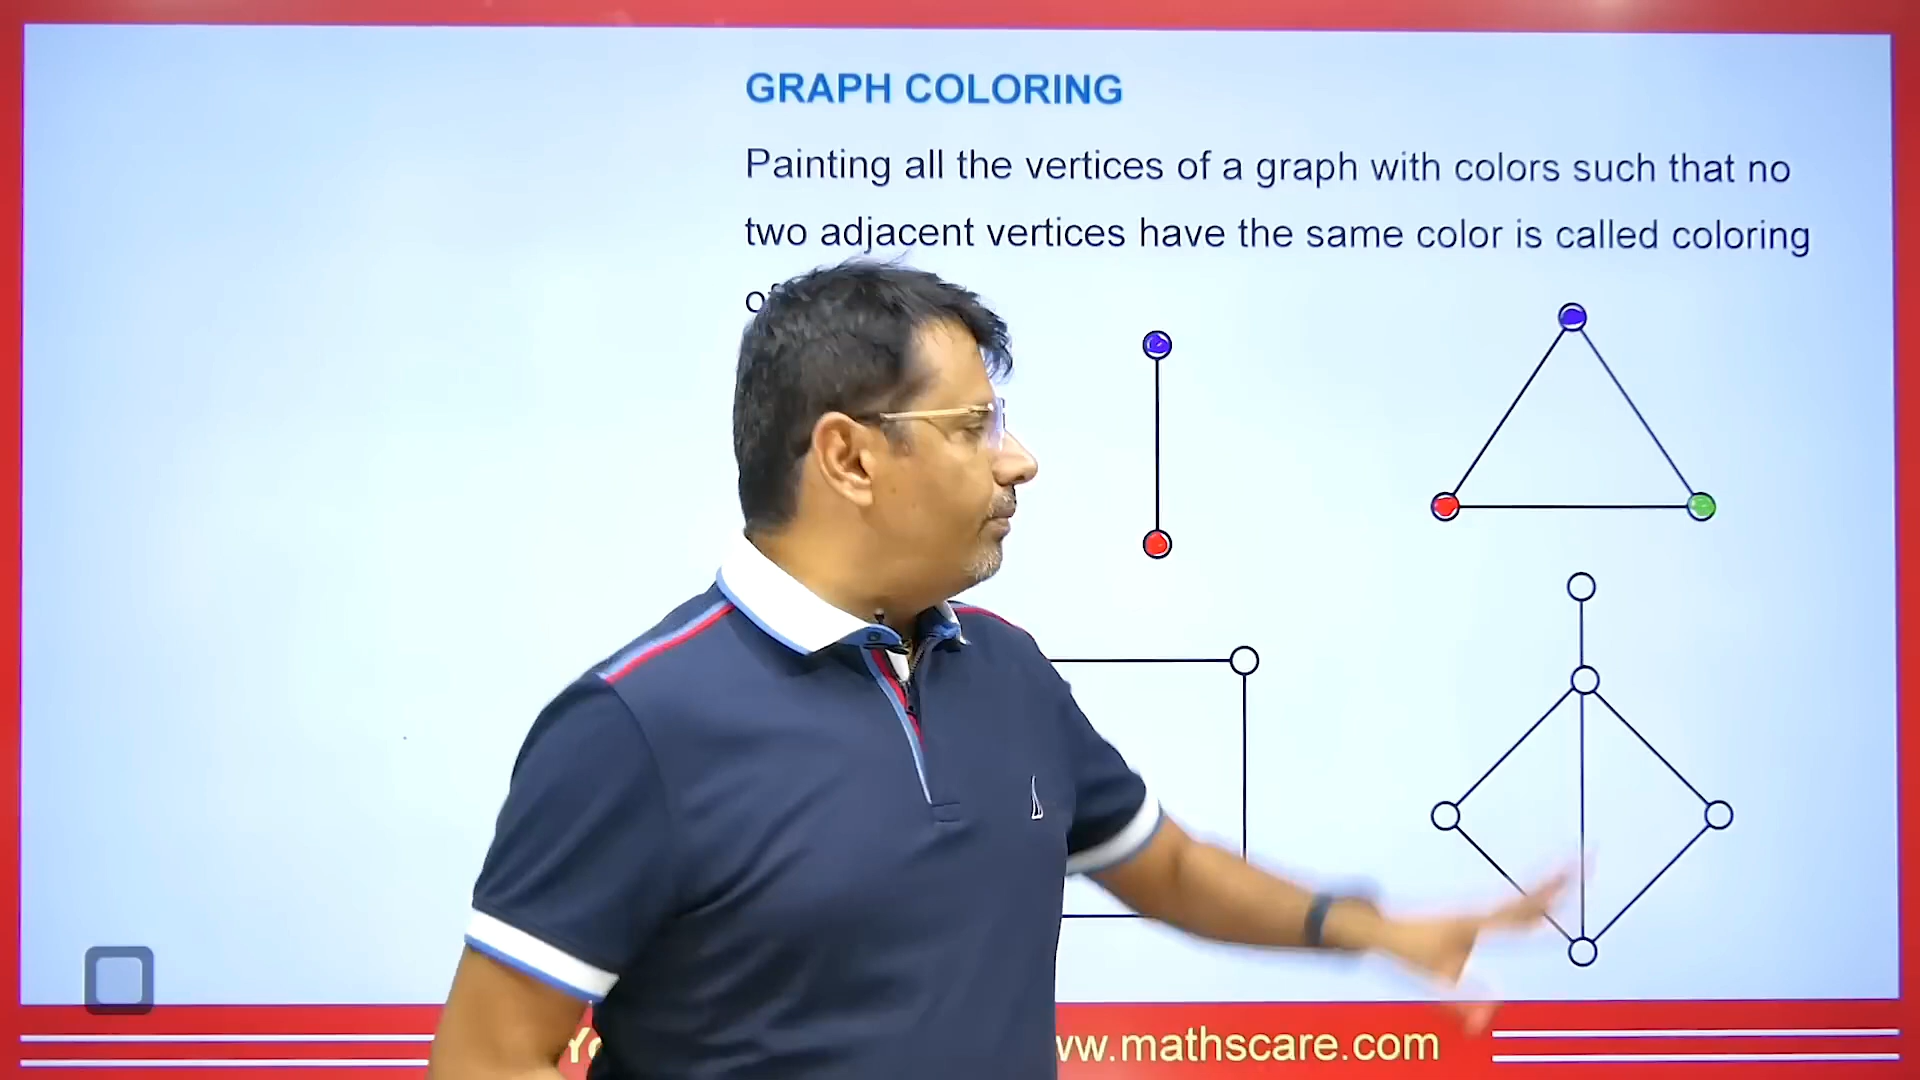 GRAPH COLORING
Painting all the vertices of a graph with colors such that no
two adjacent vertices have the same color is called coloring
www.mathscare.com